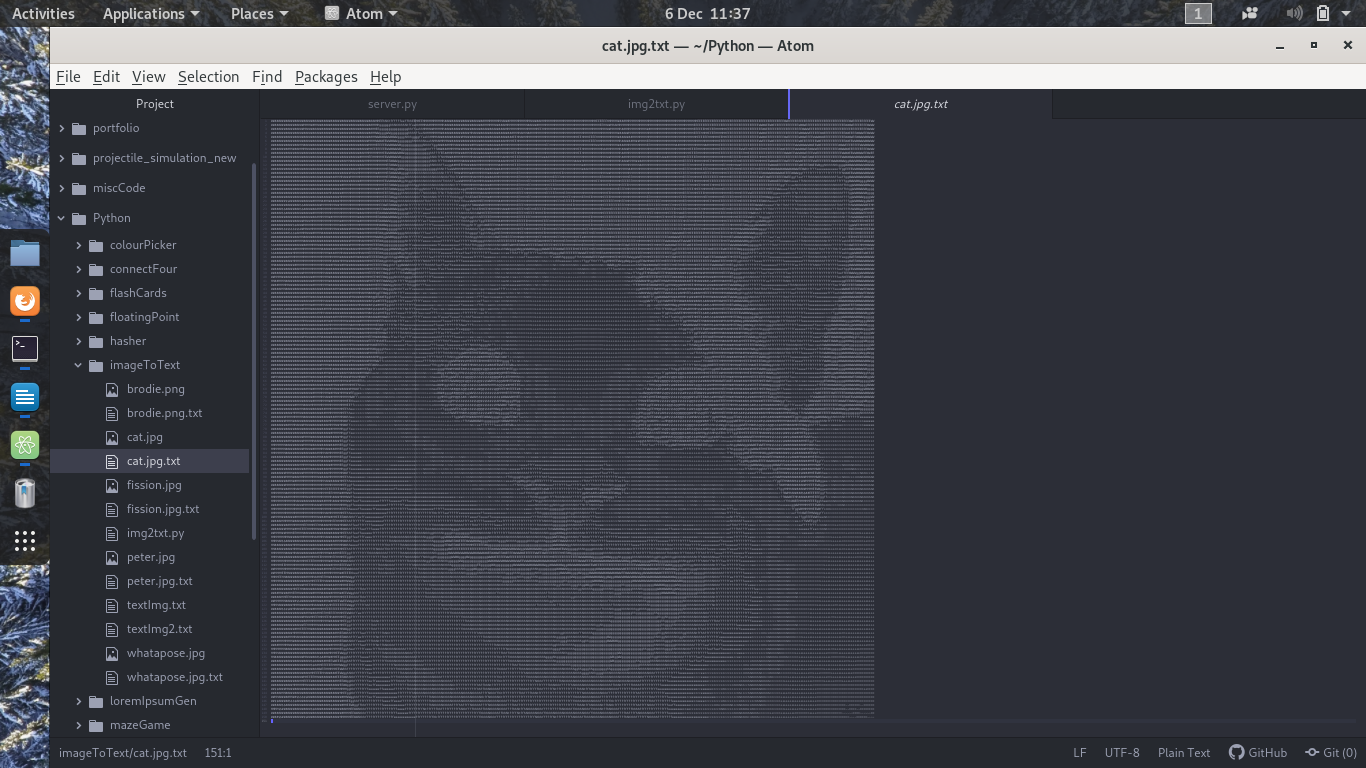 Activities Applications Places Atom 6 Dec 11:37 1
cat.jpg.txt — ~/Python — Atom
File Edit View Selection Find Packages Help
Project
server.py img2txt.py cat.jpg.txt
portfolio
projectile_simulation_new
miscCode
Python
colourPicker
connectFour
flashCards
floatingPoint
hasher
imageToText
brodie.png
brodie.png.txt
cat.jpg
cat.jpg.txt
fission.jpg
fission.jpg.txt
img2txt.py
peter.jpg
peter.jpg.txt
textImg.txt
textImg2.txt
whatapose.jpg
whatapose.jpg.txt
loremIpsumGen
mazeGame
imageToText/cat.jpg.txt 151:1 LF UTF-8 Plain Text GitHub Git (0)